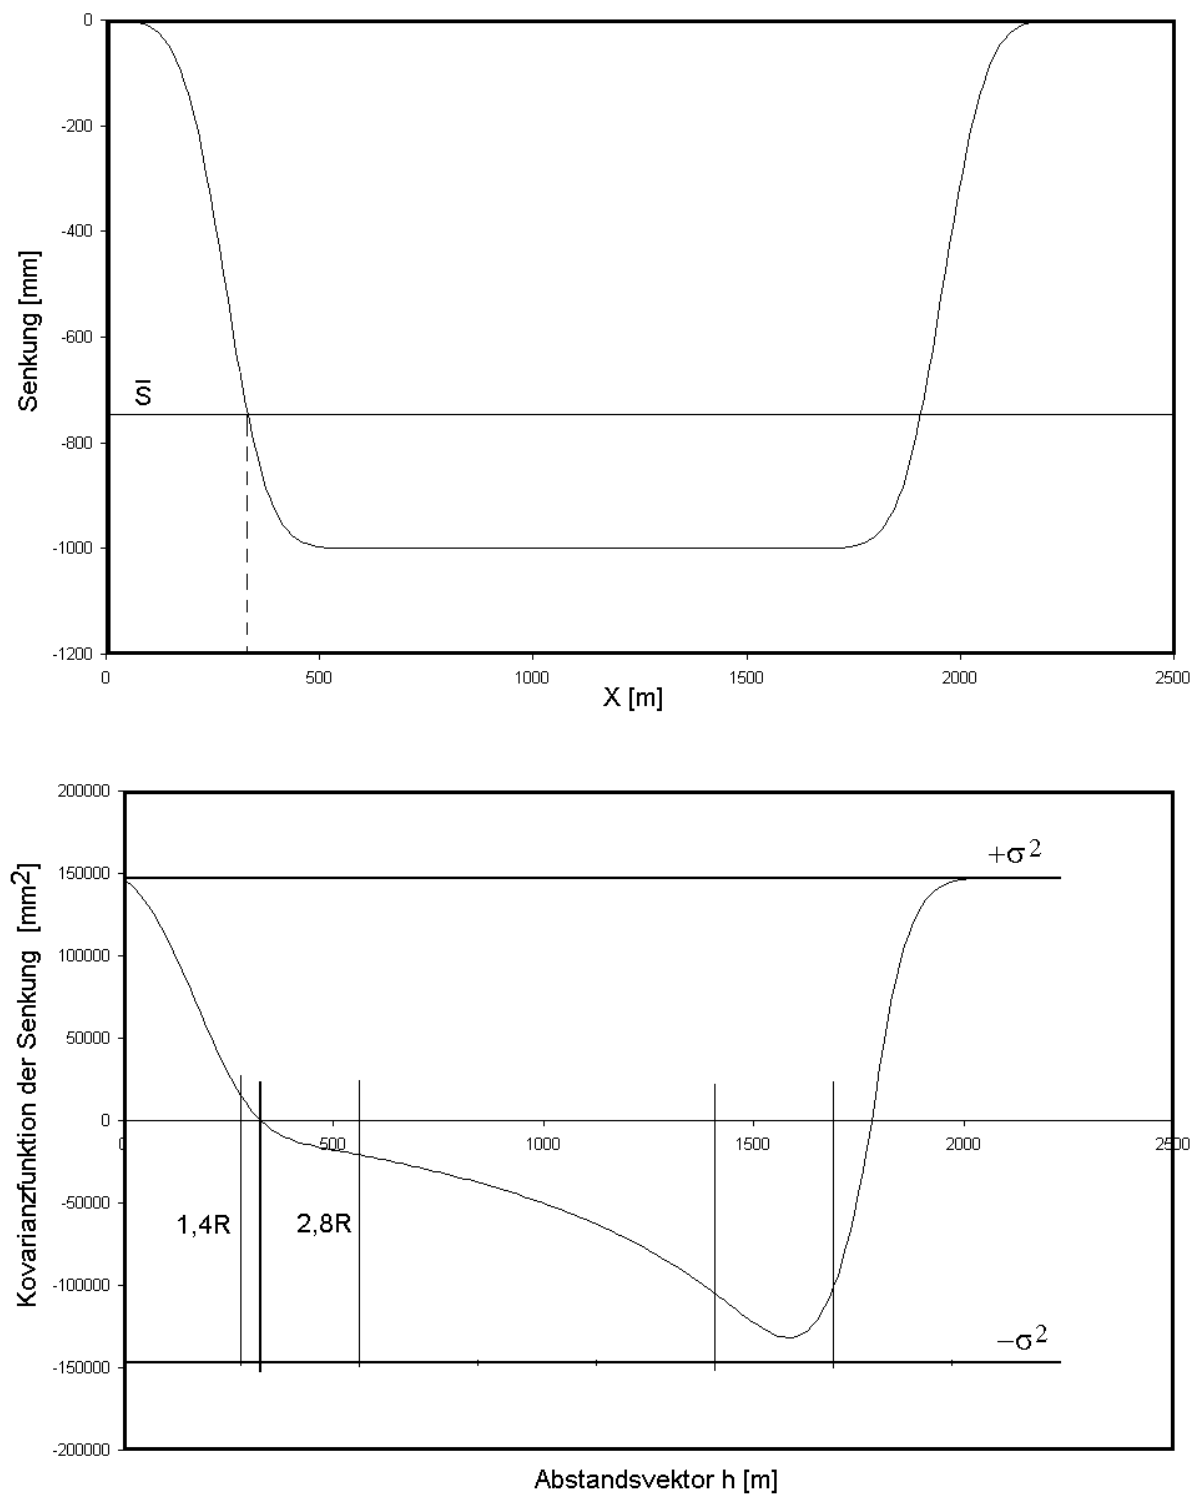 0
-200
-400
-600
-800
-1000
-1200
Senkung [mm]
S̅
0 500 1000 1500 2000 2500
X [m]
200000
150000
100000
50000
0
-50000
-100000
-150000
-200000
Kovarianzfunktion der Senkung [mm2]
+σ²
0 500 1000 1500 2000 2500
1,4R 2,8R
−σ²
Abstandsvektor h [m]